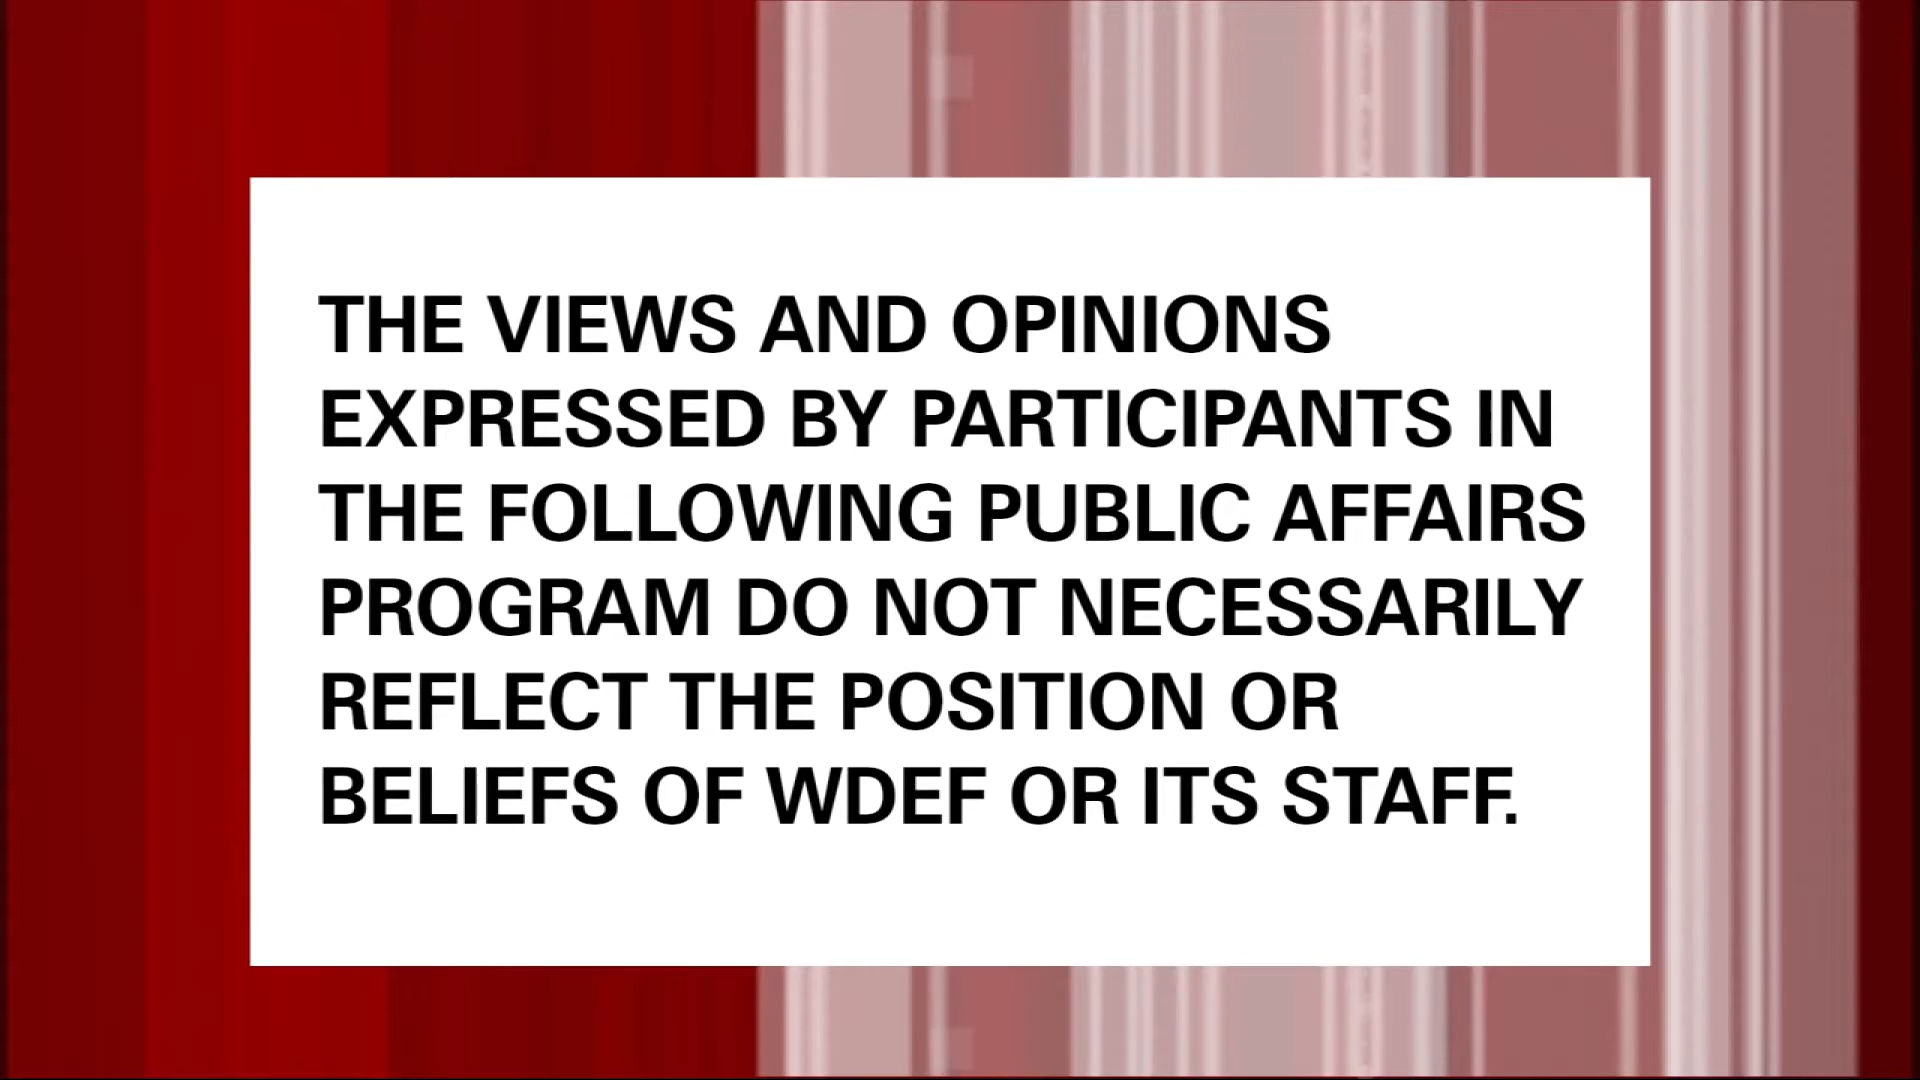 THE VIEWS AND OPINIONS
EXPRESSED BY PARTICIPANTS IN
THE FOLLOWING PUBLIC AFFAIRS
PROGRAM DO NOT NECESSARILY
REFLECT THE POSITION OR
BELIEFS OF WDEF OR ITS STAFF.